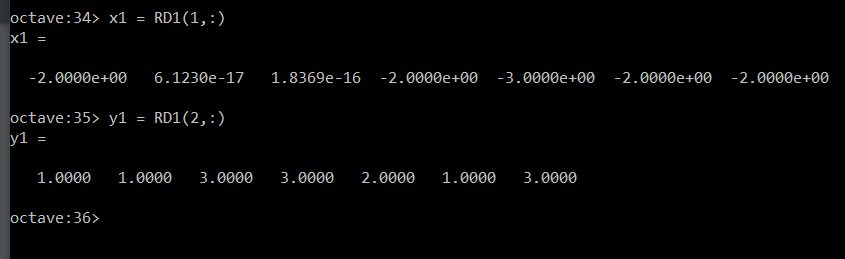 octave:34> x1 = RD1(1,:)
x1 =
-2.0000e+00 6.1230e-17 1.8369e-16 -2.0000e+00 -3.0000e+00 -2.0000e+00 -2.0000e+00
octave:35> y1 = RD1(2,:)
y1 =
1.0000 1.0000 3.0000 3.0000 2.0000 1.0000 3.0000
octave:36>